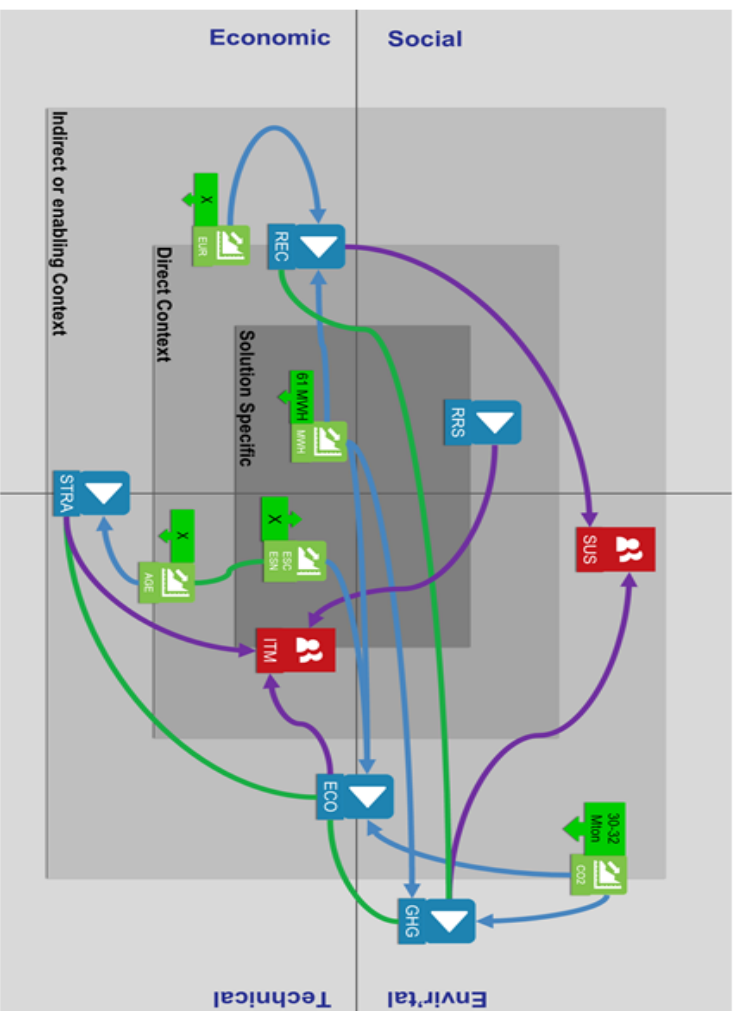 Economic
Social
Indirect or enabling Context
Direct Context
Solution Specific
X
EUR
REC
61 MWH
MWH
RRS
STRA
X
AGE
X
ESC
ESN
SUS
ITM
ECO
30-32
Mton
CO2
GHG
Technical
Envir'tal